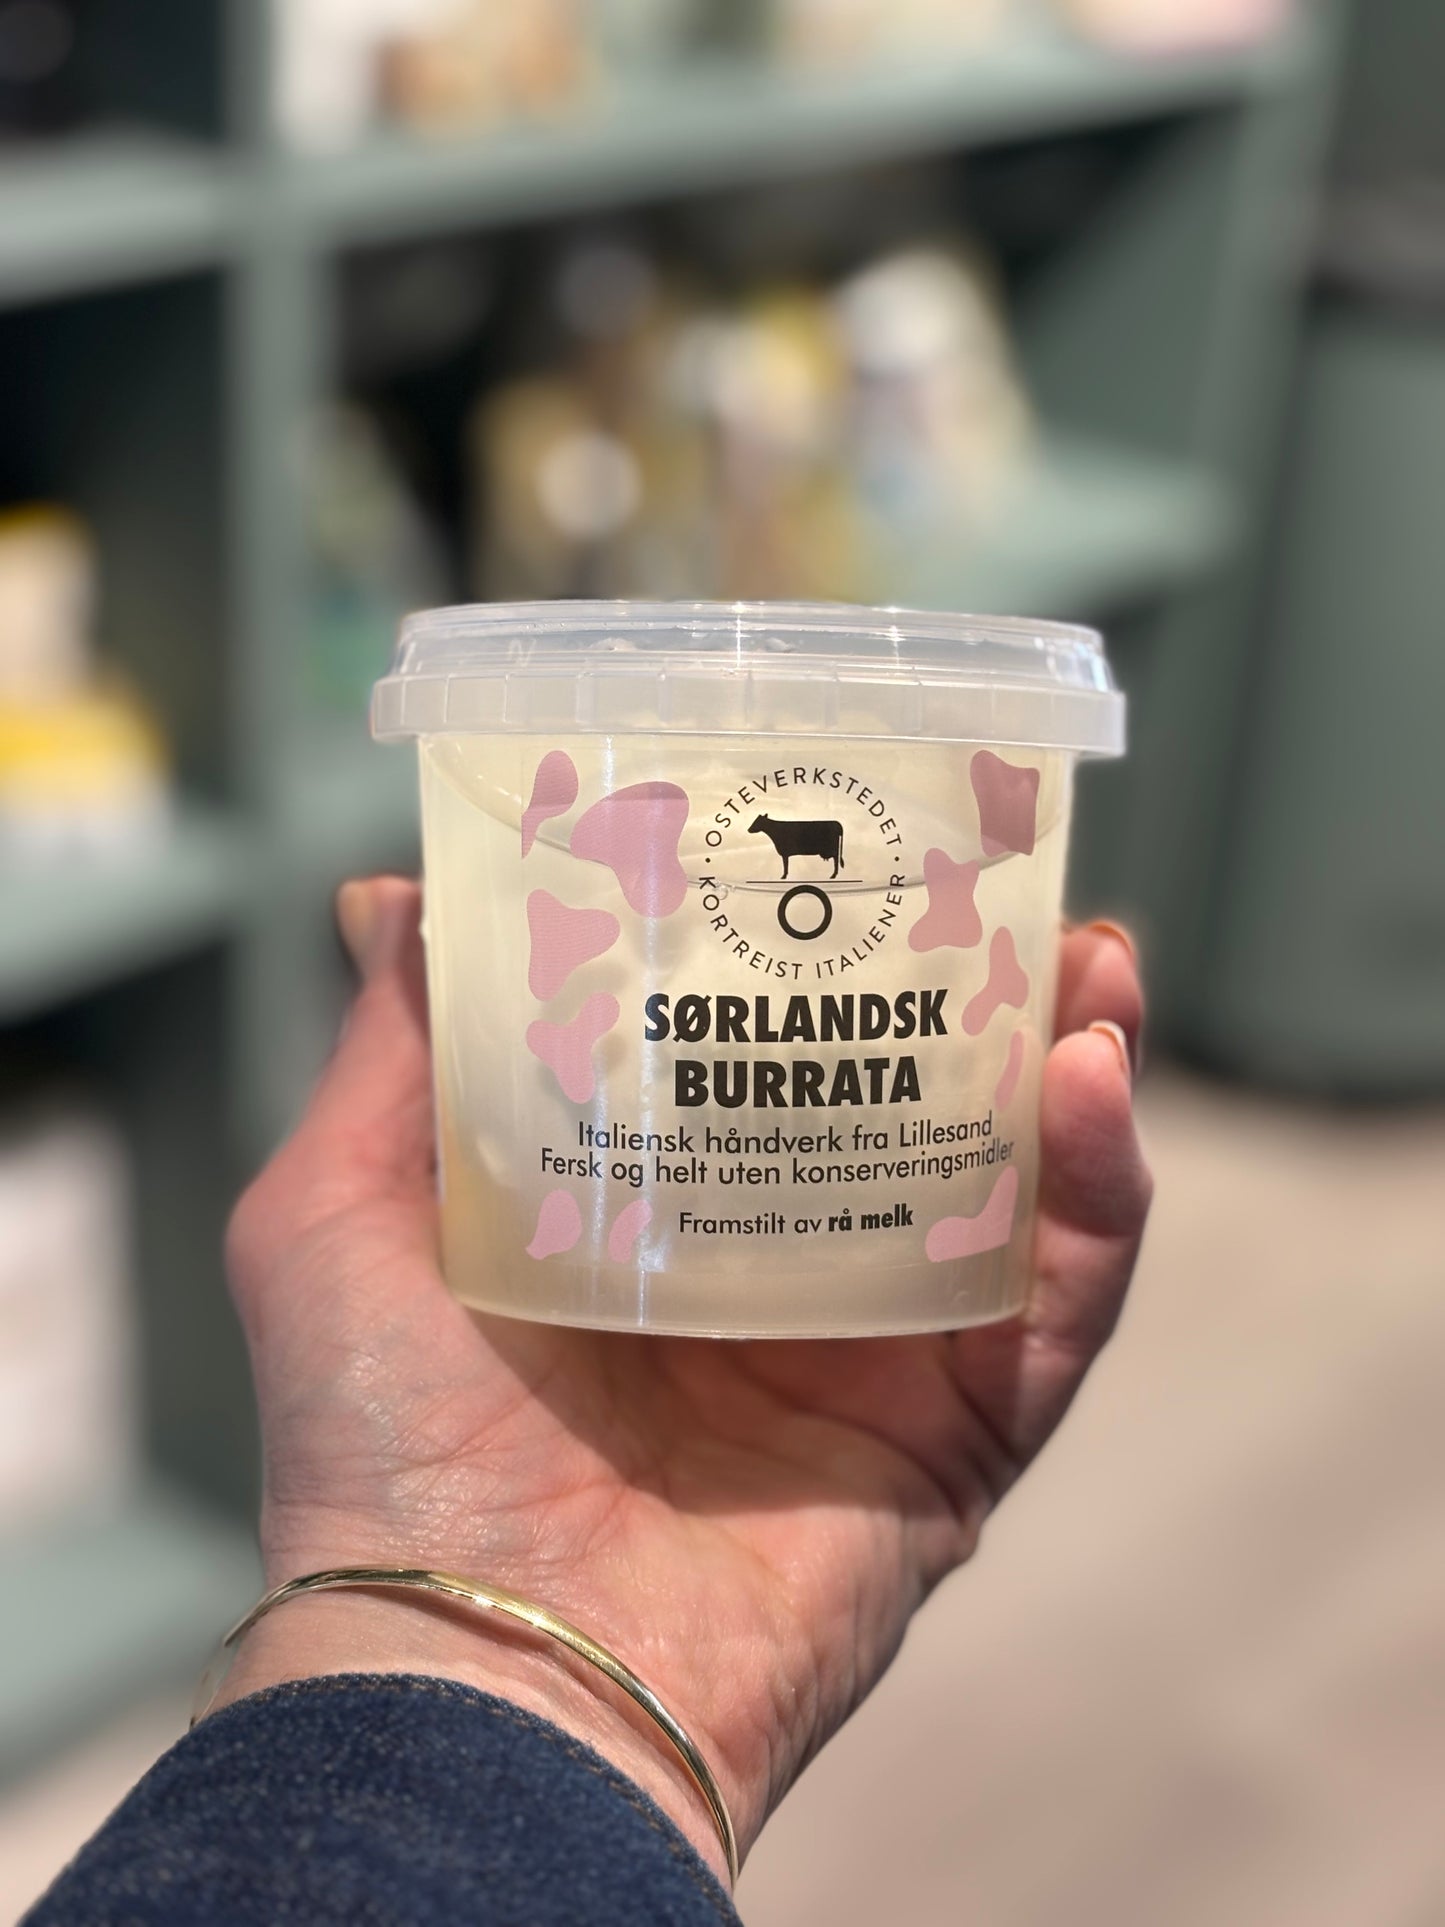 OSTEVERKSTEDET
KORTREIST ITALIENER
SØRLANDSK
BURRATA
Italiensk håndverk fra Lillesand
Fersk og helt uten konserveringsmidler
Framstilt av rå melk